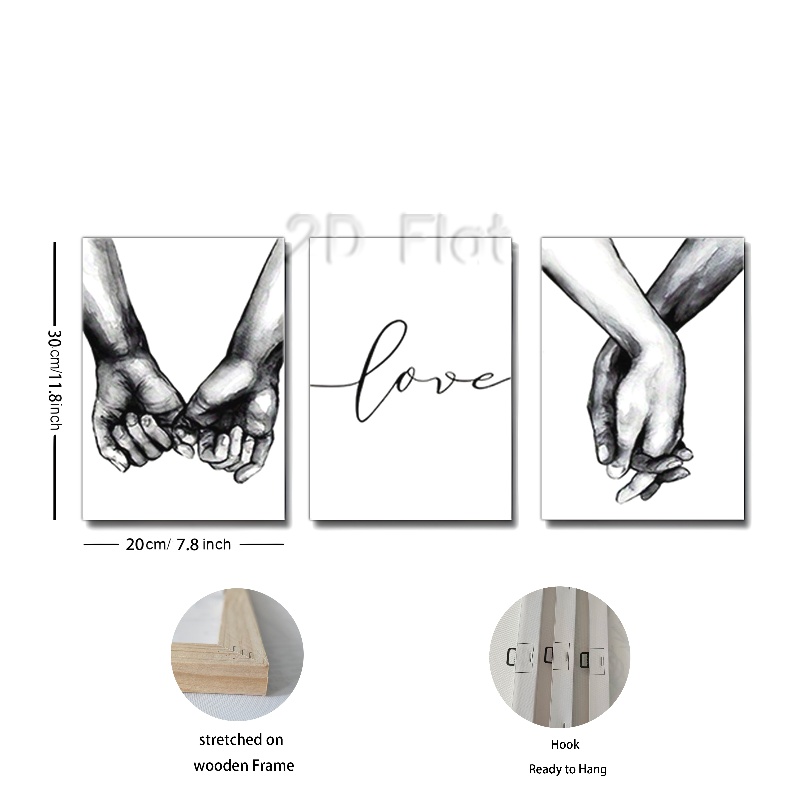 2D Flat
30cm/11.8inch
love
20cm/ 7.8 inch
stretched on
wooden Frame
Hook
Ready to Hang